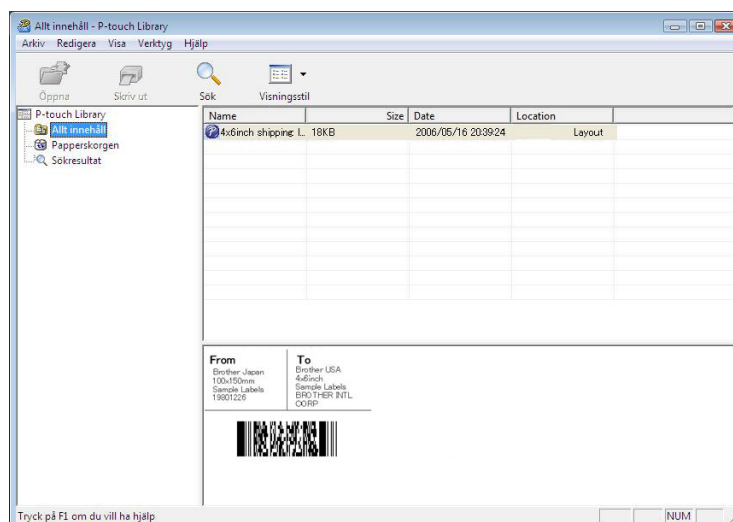 Allt innehåll - P-touch Library
Arkiv Redigera Visa Verktyg Hjälp
Öppna Skriv ut Sök Visningsstil
P-touch Library
Allt innehåll
Papperskorgen
Sökresultat
Name Size Date Location
4x6inch shipping l... 18KB 2006/05/16 20:39:24 Layout
From
Brother Japan
100x150mm
Sample Labels
19801226
To
Brother USA
4x6inch
Sample Labels
BROTHER INTL
CORP
Tryck på F1 om du vill ha hjälp NUM